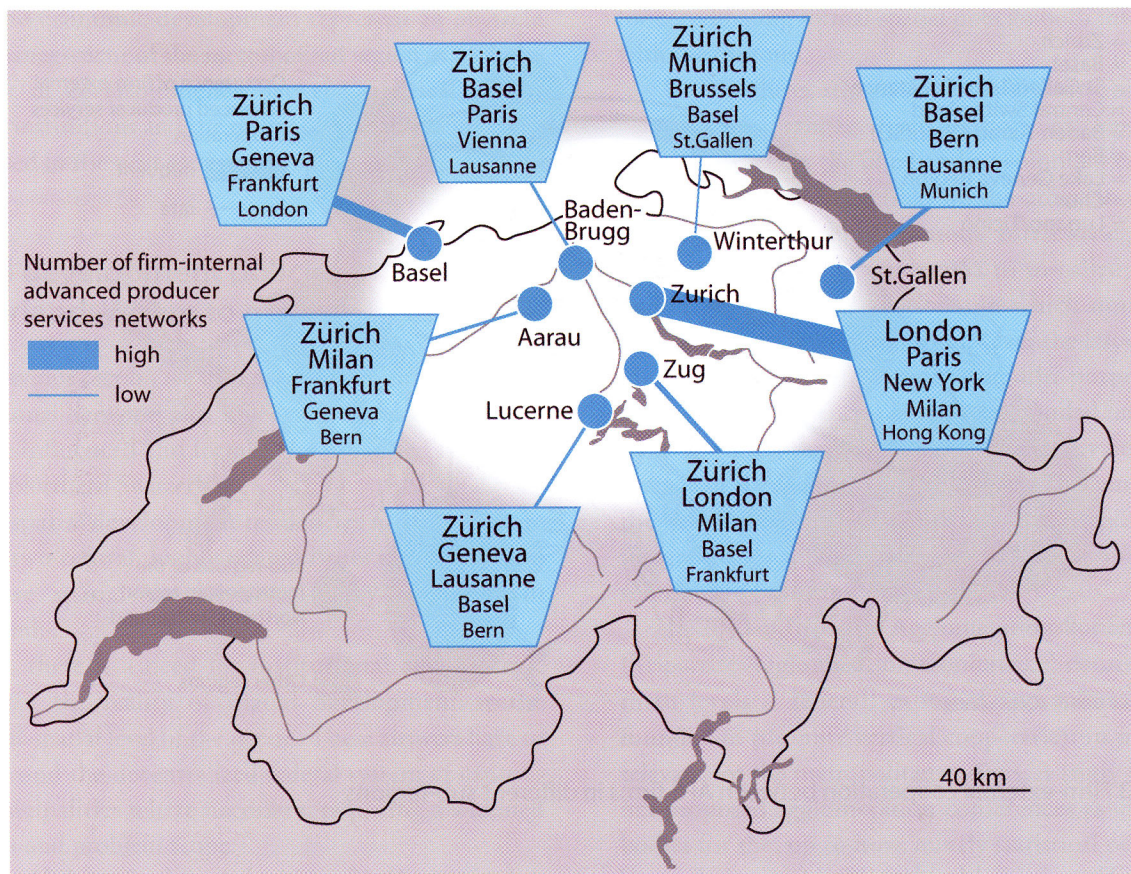 Zürich
Paris
Geneva
Frankfurt
London
Zürich
Basel
Paris
Vienna
Lausanne
Zürich
Munich
Brussels
Basel
St.Gallen
Zürich
Basel
Bern
Lausanne
Munich
Baden-
Brugg
Winterthur
Basel
St.Gallen
Zurich
Aarau
Zug
Lucerne
Number of firm-internal
advanced producer
services networks
high
low
Zürich
Milan
Frankfurt
Geneva
Bern
London
Paris
New York
Milan
Hong Kong
Zürich
Geneva
Lausanne
Basel
Bern
Zürich
London
Milan
Basel
Frankfurt
40 km